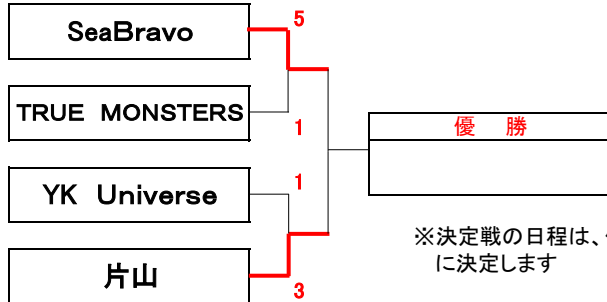 SeaBravo
5
TRUE MONSTERS
1
優 勝
YK Universe
1
片山
3
※決定戦の日程は、
に決定します